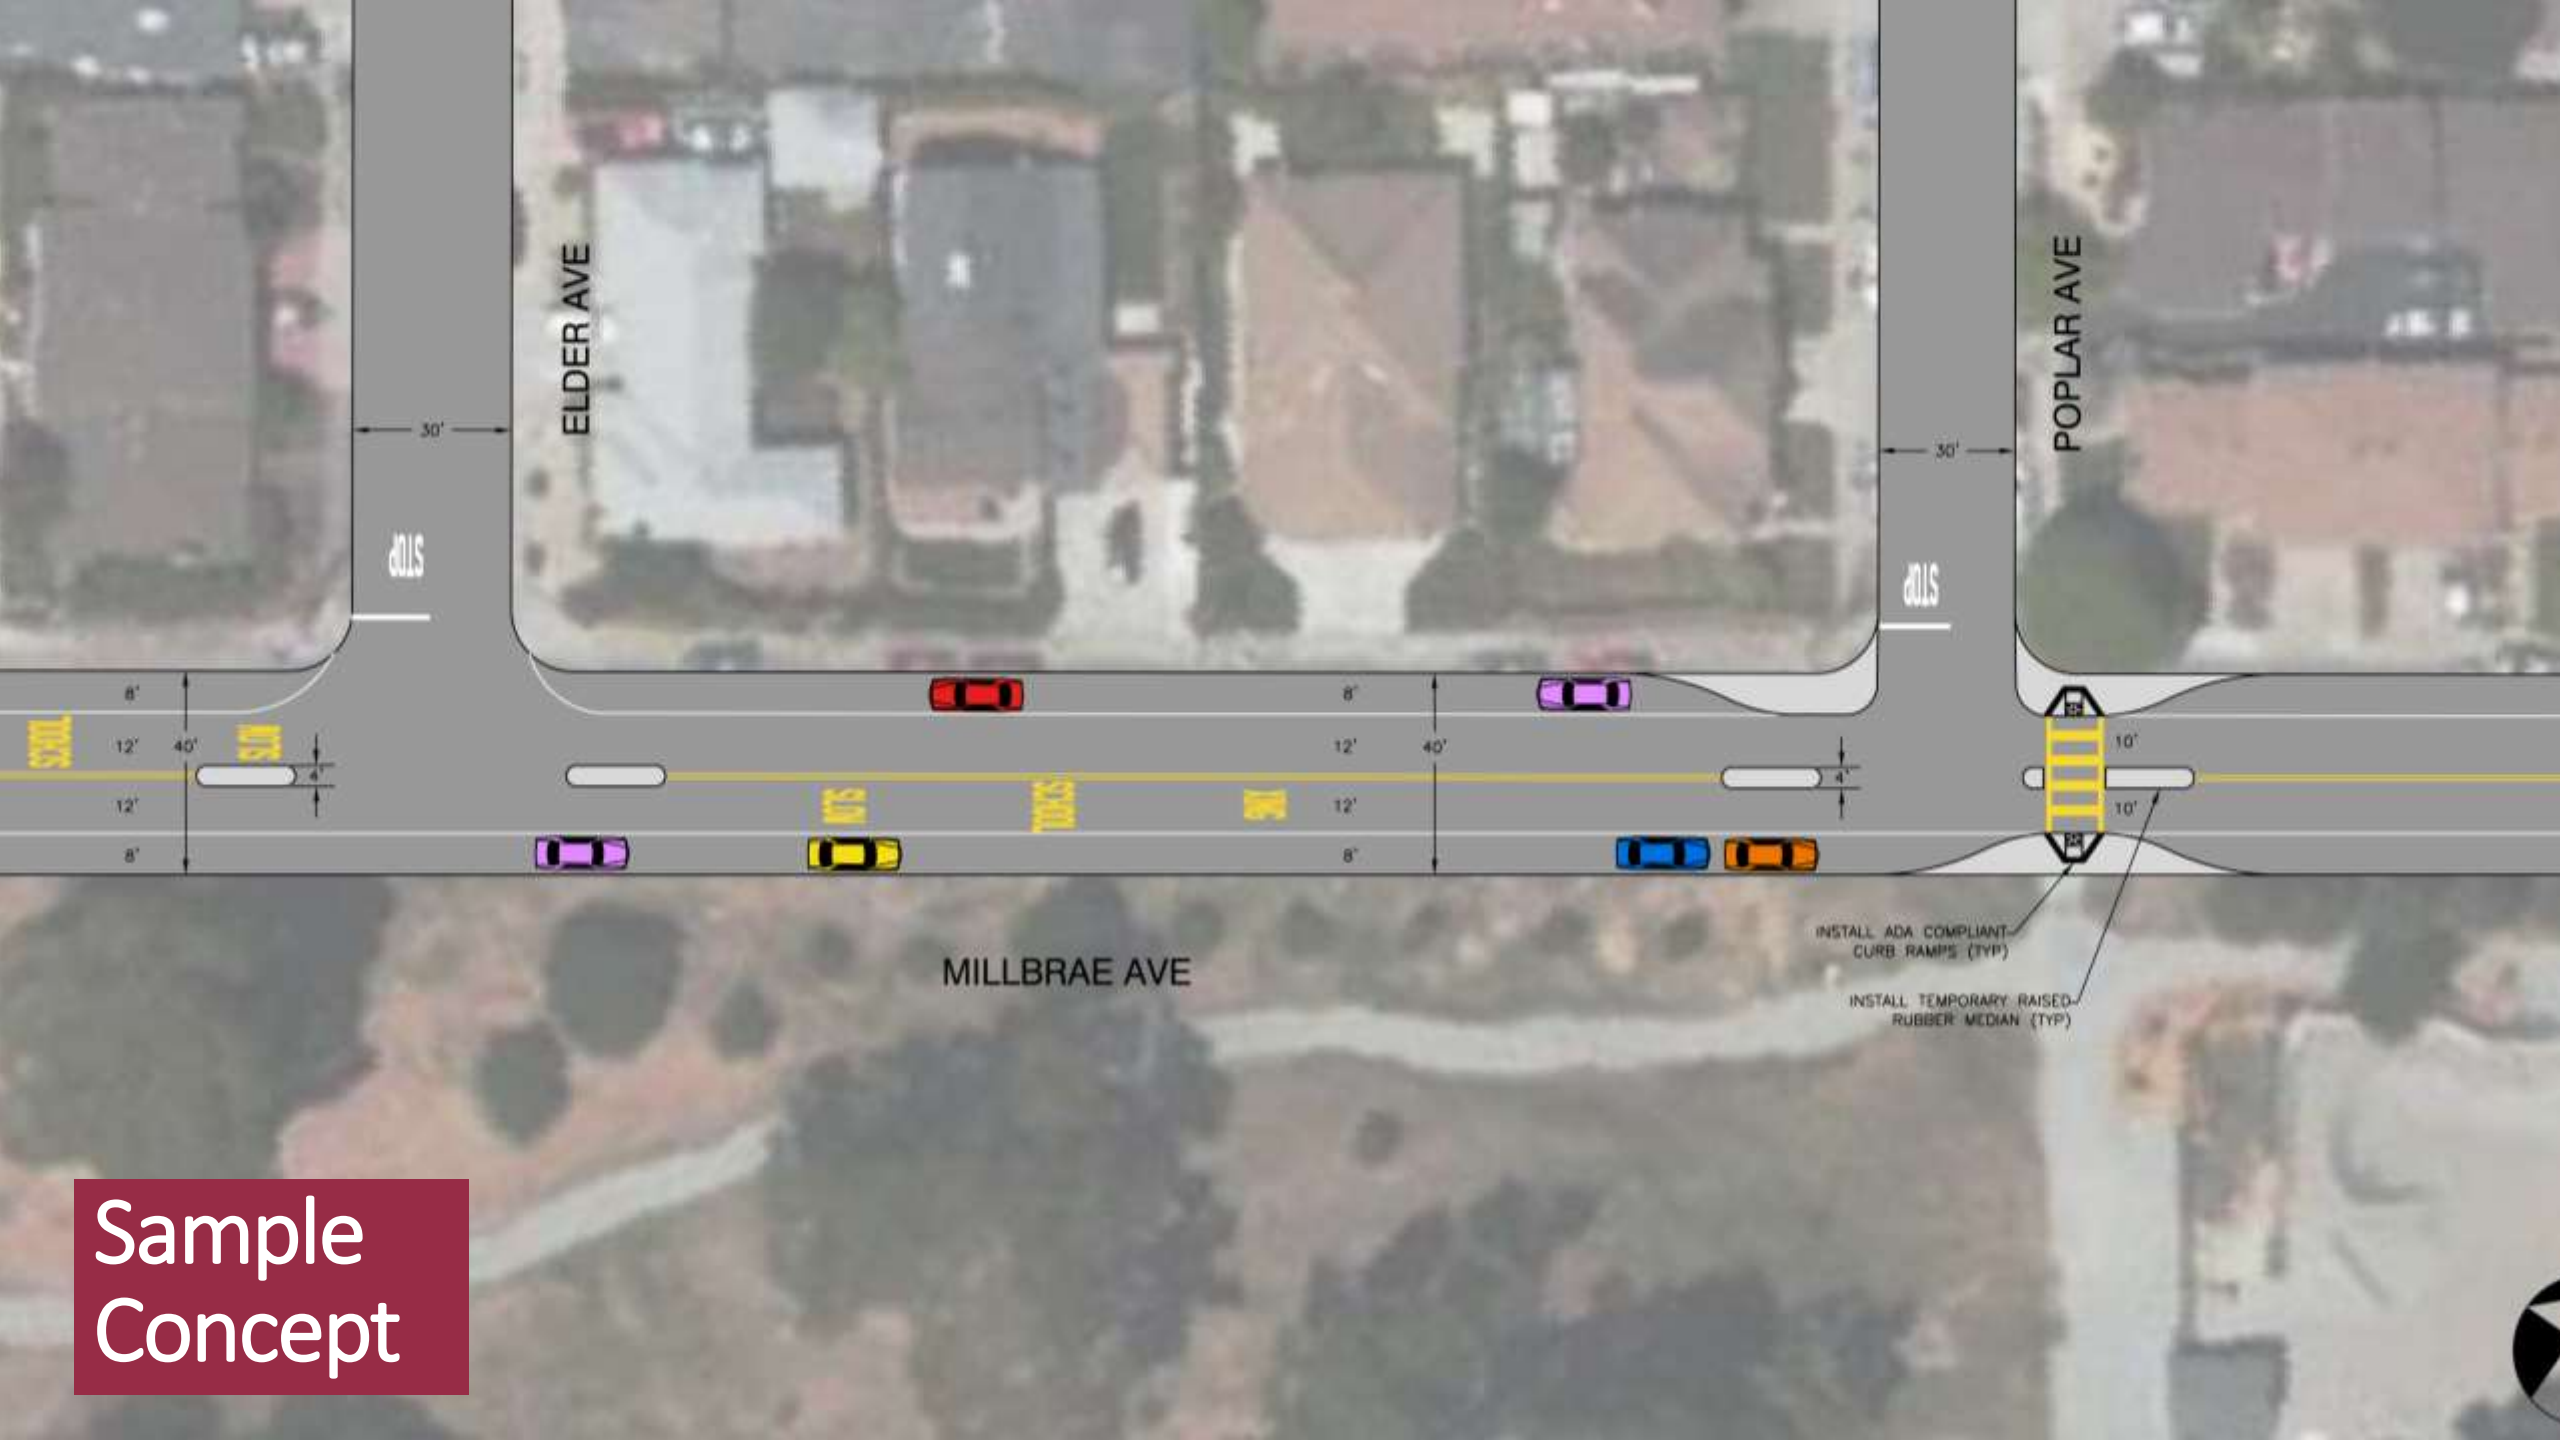 ELDER AVE
POPLAR AVE
30'
30'
STOP
STOP
8'
8'
SCHOOL
12'
40'
SLOW
4'
12'
40'
4'
10'
12'
SLOW
SCHOOL
XING
12'
10'
8'
8'
INSTALL ADA COMPLIANT
CURB RAMPS (TYP)
MILLBRAE AVE
INSTALL TEMPORARY RAISED
RUBBER MEDIAN (TYP)
Sample
Concept